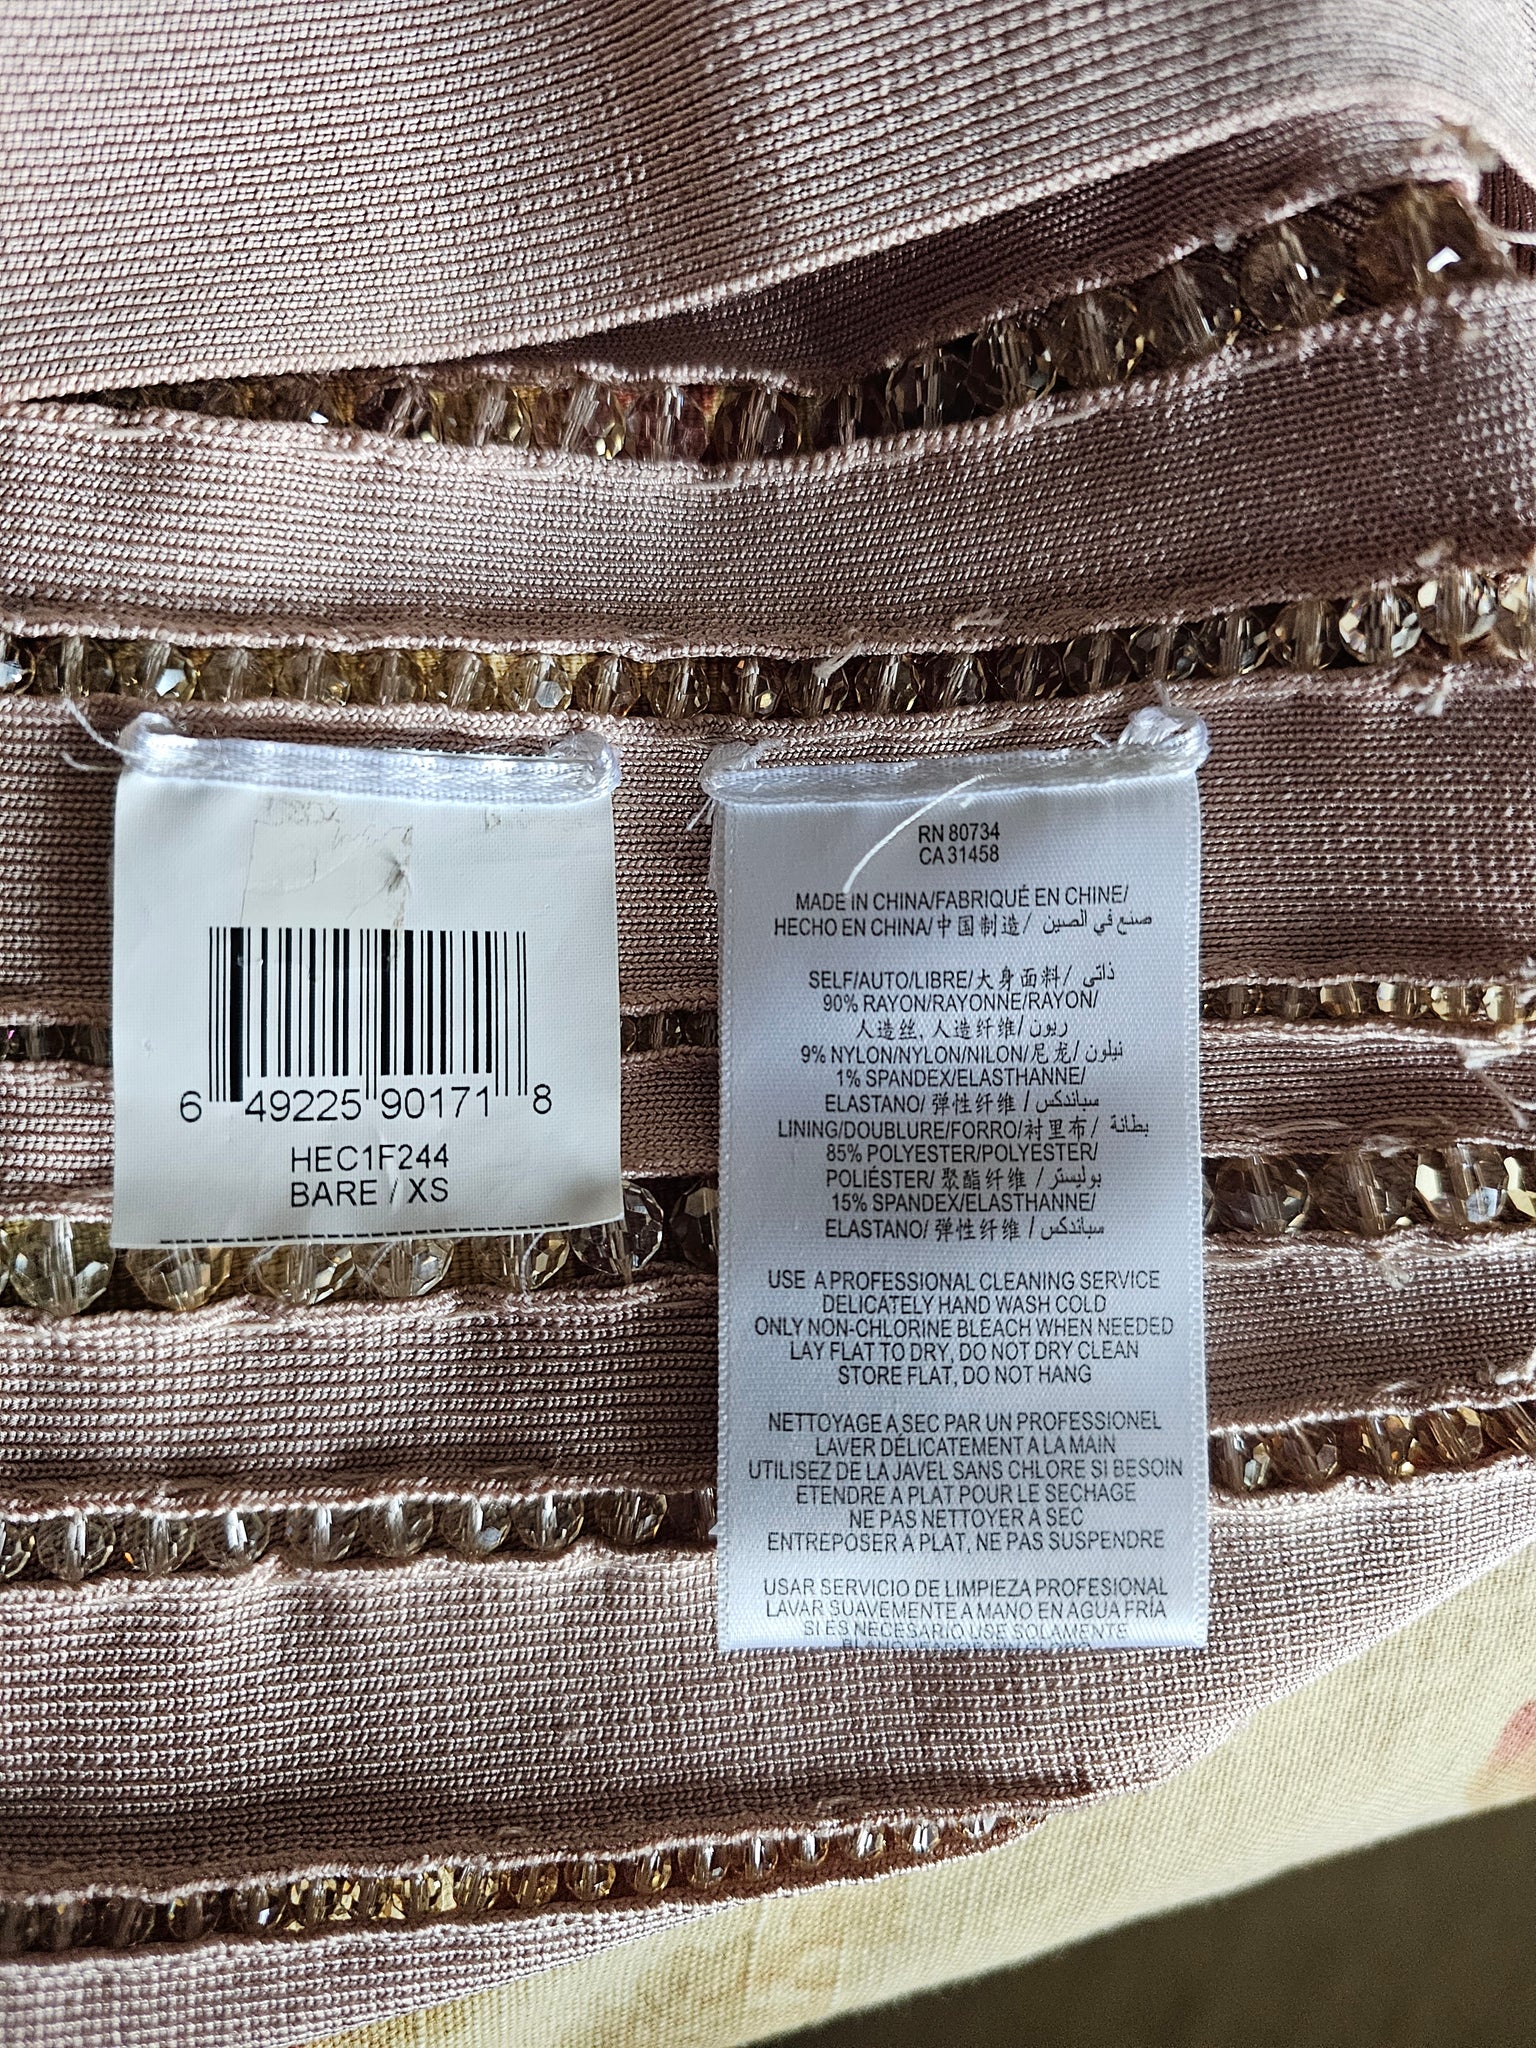 6 49225 90171 8
HEC1F244
BARE / XS
RN 80734
CA 31458
MADE IN CHINA/FABRIQUÉ EN CHINE/
HECHO EN CHINA/中国制造/ صنع في الصين
SELF/AUTO/LIBRE/大身面料/ ذاتي
90% RAYON/RAYONNE/RAYON/
人造丝, 人造纤维/ ريون
9% NYLON/NYLON/NILON/尼龙/ نيلون
1% SPANDEX/ELASTHANNE/
ELASTANO/ 弹性纤维 / سباندكس
LINING/DOUBLURE/FORRO/衬里布/ بطانة
85% POLYESTER/POLYESTER/
POLIÉSTER/ 聚酯纤维 / بوليستر
15% SPANDEX/ELASTHANNE/
ELASTANO/ 弹性纤维 / سباندكس
USE A PROFESSIONAL CLEANING SERVICE
DELICATELY HAND WASH COLD
ONLY NON-CHLORINE BLEACH WHEN NEEDED
LAY FLAT TO DRY, DO NOT DRY CLEAN
STORE FLAT, DO NOT HANG
NETTOYAGE A SEC PAR UN PROFESSIONEL
LAVER DÉLICATEMENT A LA MAIN
UTILISEZ DE LA JAVEL SANS CHLORE SI BESOIN
ETENDRE A PLAT POUR LE SECHAGE
NE PAS NETTOYER A SEC
ENTREPOSER A PLAT, NE PAS SUSPENDRE
USAR SERVICIO DE LIMPIEZA PROFESIONAL
LAVAR SUAVEMENTE A MANO EN AGUA FRÍA
SI ES NECESARIO USE SOLAMENTE